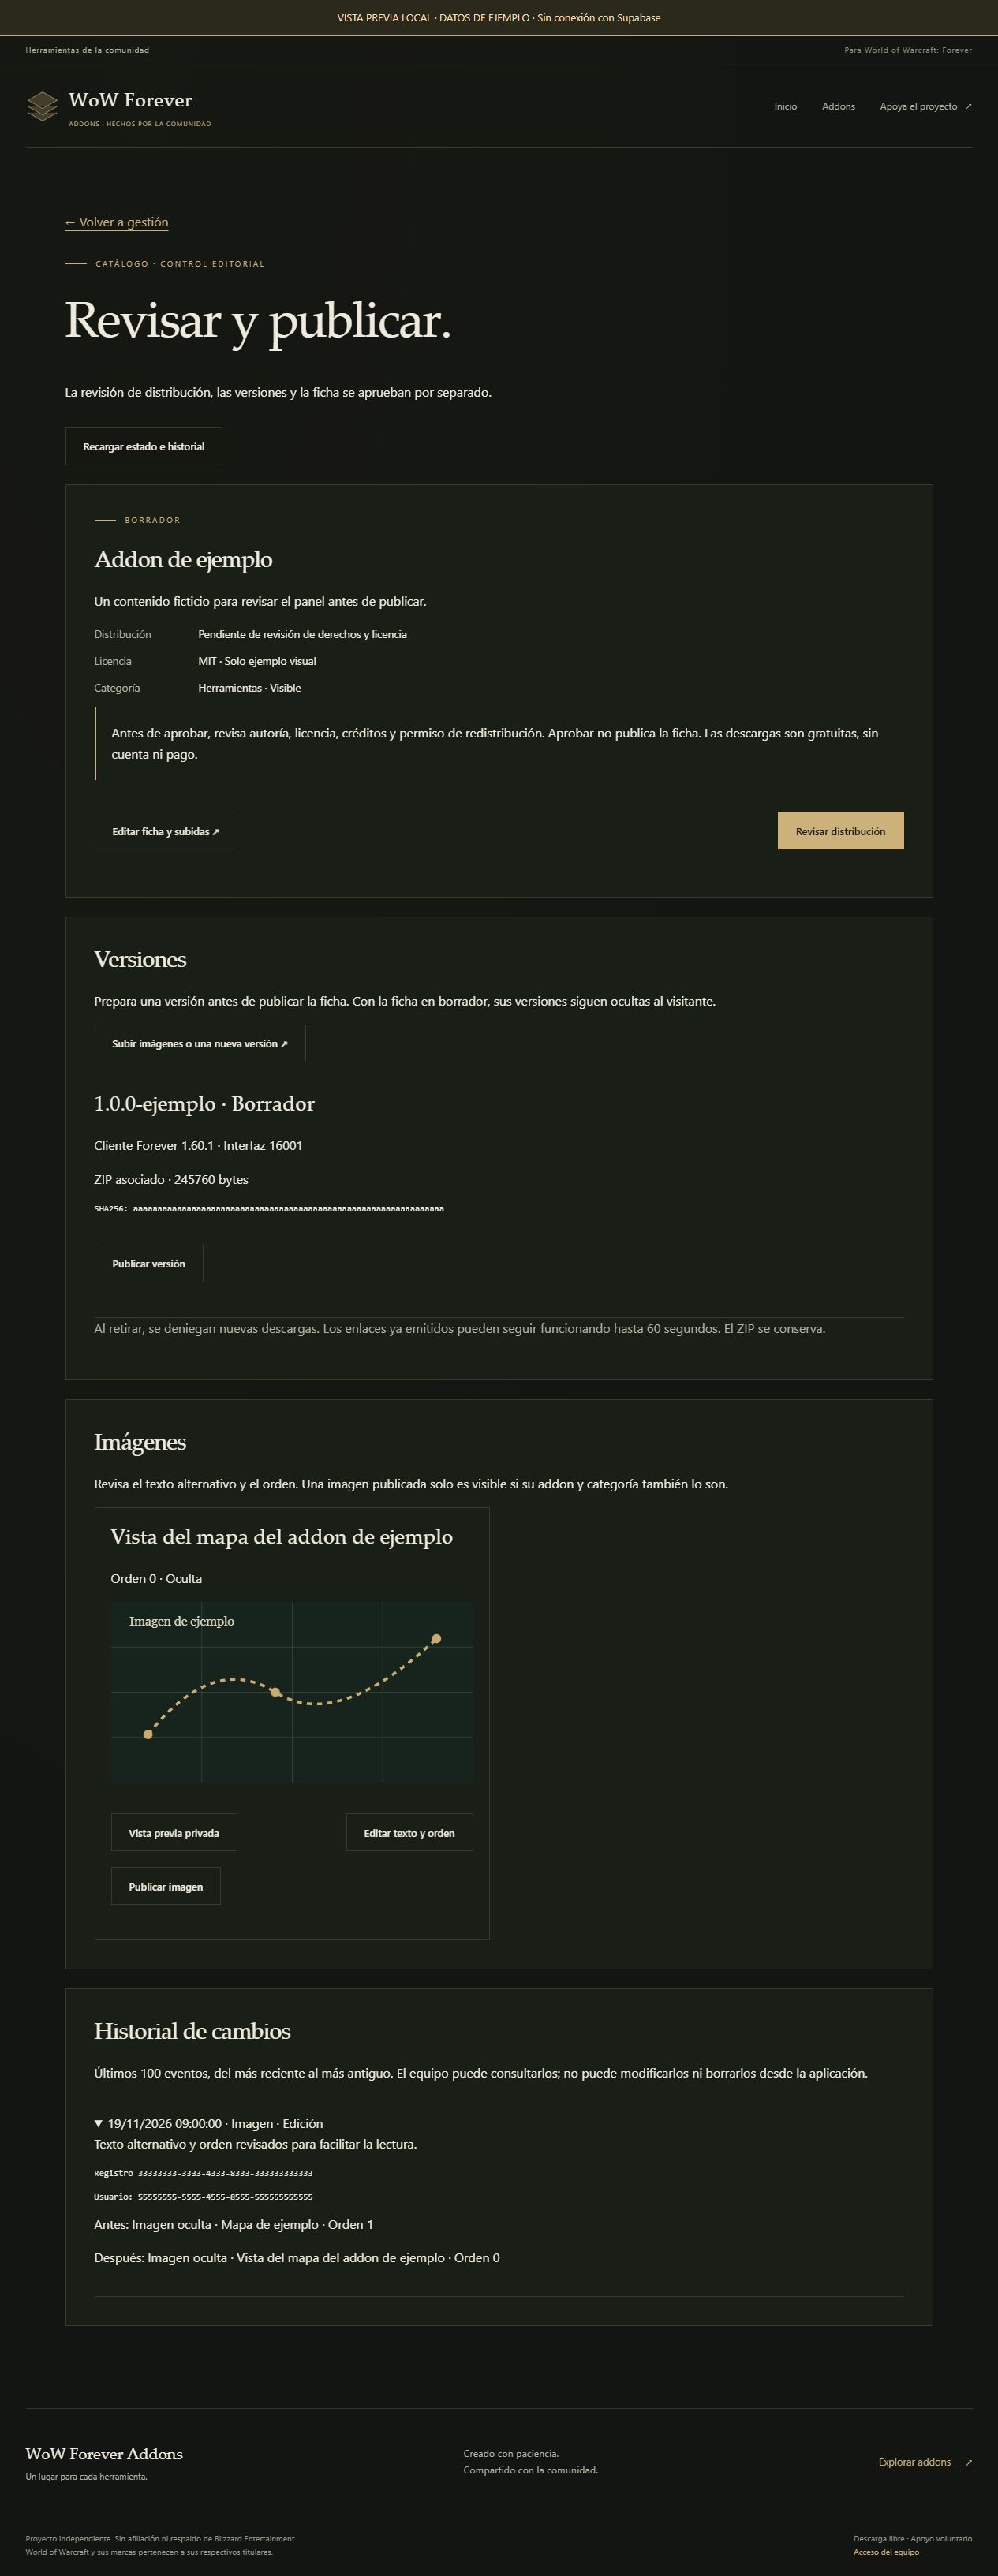 VISTA PREVIA LOCAL · DATOS DE EJEMPLO · Sin conexión con Supabase
Herramientas de la comunidad
Para World of Warcraft: Forever
WoW Forever
ADDONS · HECHOS POR LA COMUNIDAD
Inicio
Addons
Apoya el proyecto ↗
← Volver a gestión
CATÁLOGO · CONTROL EDITORIAL
Revisar y publicar.
La revisión de distribución, las versiones y la ficha se aprueban por separado.
Recargar estado e historial
BORRADOR
Addon de ejemplo
Un contenido ficticio para revisar el panel antes de publicar.
Distribución Pendiente de revisión de derechos y licencia
Licencia MIT · Solo ejemplo visual
Categoría Herramientas · Visible
Antes de aprobar, revisa autoría, licencia, créditos y permiso de redistribución. Aprobar no publica la ficha. Las descargas son gratuitas, sin
cuenta ni pago.
Editar ficha y subidas ↗
Revisar distribución
Versiones
Prepara una versión antes de publicar la ficha. Con la ficha en borrador, sus versiones siguen ocultas al visitante.
Subir imágenes o una nueva versión ↗
1.0.0-ejemplo · Borrador
Cliente Forever 1.60.1 · Interfaz 16001
ZIP asociado · 245760 bytes
SHA256: aaaaaaaaaaaaaaaaaaaaaaaaaaaaaaaaaaaaaaaaaaaaaaaaaaaaaaaaaaaaaaaa
Publicar versión
Al retirar, se deniegan nuevas descargas. Los enlaces ya emitidos pueden seguir funcionando hasta 60 segundos. El ZIP se conserva.
Imágenes
Revisa el texto alternativo y el orden. Una imagen publicada solo es visible si su addon y categoría también lo son.
Vista del mapa del addon de ejemplo
Orden 0 · Oculta
Imagen de ejemplo
Vista previa privada
Editar texto y orden
Publicar imagen
Historial de cambios
Últimos 100 eventos, del más reciente al más antiguo. El equipo puede consultarlos; no puede modificarlos ni borrarlos desde la aplicación.
▼ 19/11/2026 09:00:00 · Imagen · Edición
Texto alternativo y orden revisados para facilitar la lectura.
Registro 33333333-3333-4333-8333-333333333333
Usuario: 55555555-5555-4555-8555-555555555555
Antes: Imagen oculta · Mapa de ejemplo · Orden 1
Después: Imagen oculta · Vista del mapa del addon de ejemplo · Orden 0
WoW Forever Addons
Un lugar para cada herramienta.
Creado con paciencia.
Compartido con la comunidad.
Explorar addons ↗
Proyecto independiente. Sin afiliación ni respaldo de Blizzard Entertainment.
World of Warcraft y sus marcas pertenecen a sus respectivos titulares.
Descarga libre · Apoyo voluntario
Acceso del equipo